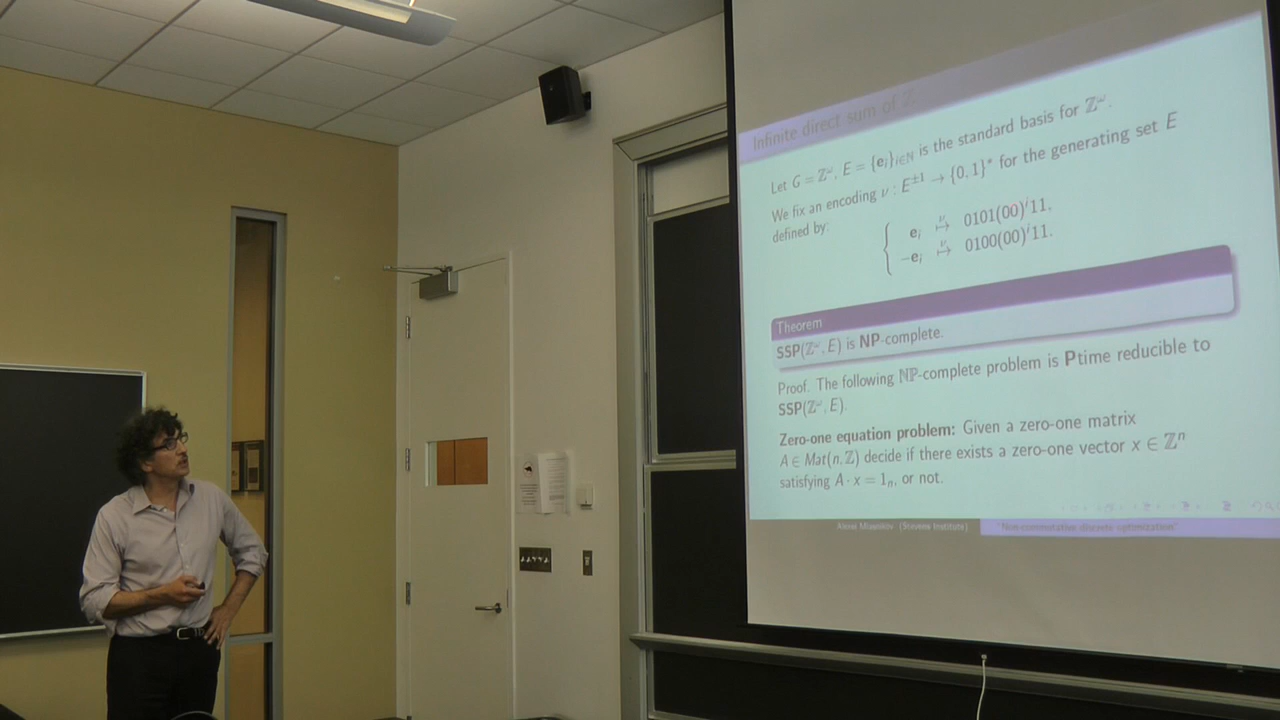 Infinite direct sum of ℤ
Let G = ℤ^ω, E = {e_i}_{i∈ℕ} is the standard basis for ℤ^ω.
We fix an encoding ν : E^{±1} → {0, 1}* for the generating set E
defined by:
e_i ↦^ν 0101(00)^i11,
−e_i ↦^ν 0100(00)^i11.
Theorem
SSP(ℤ^ω, E) is NP-complete.
Proof. The following ℕℙ-complete problem is Ptime reducible to
SSP(ℤ^ω, E).
Zero-one equation problem: Given a zero-one matrix
A ∈ Mat(n, ℤ) decide if there exists a zero-one vector x ∈ ℤ^n
satisfying A · x = 1_n, or not.
(Stevens Institute) "Non-commutative discrete optimization"